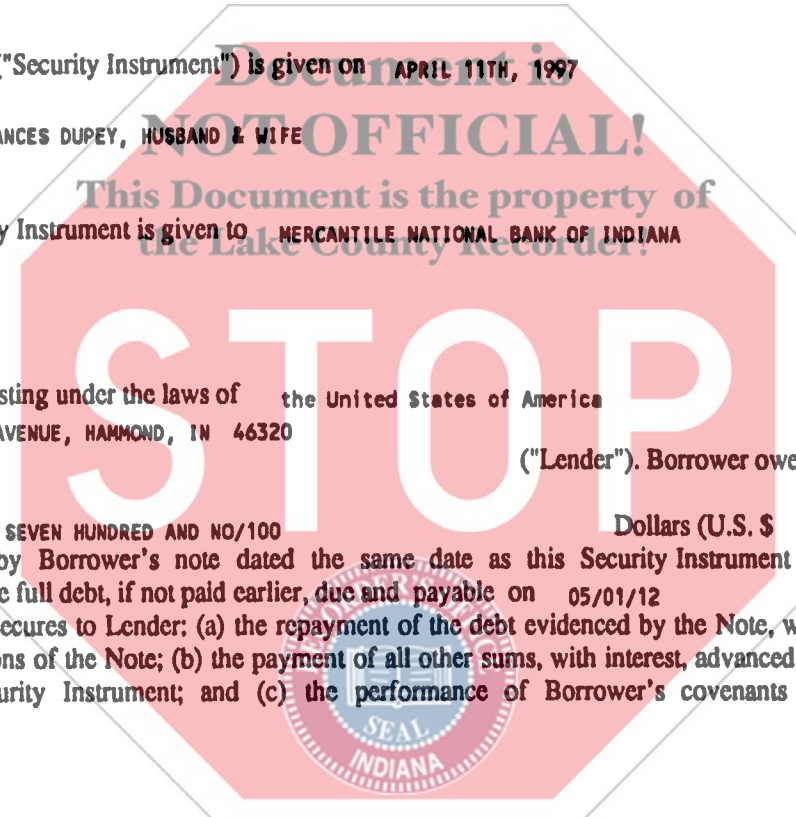 ("Security Instrument") is given on APRIL 11TH, 1997
Document is
ANCES DUPEY, HUSBAND & WIFE
NOT OFFICIAL!
This Document is the property of
y Instrument is given to MERCANTILE NATIONAL BANK OF INDIANA
the Lake County Recorder!
STOP
sting under the laws of the United States of America
AVENUE, HAMMOND, IN 46320
("Lender"). Borrower owe
SEVEN HUNDRED AND NO/100 Dollars (U.S. $
by Borrower's note dated the same date as this Security Instrument
e full debt, if not paid earlier, due and payable on 05/01/12
ecures to Lender: (a) the repayment of the debt evidenced by the Note, w
ons of the Note; (b) the payment of all other sums, with interest, advanced
urity Instrument; and (c) the performance of Borrower's covenants
RECORDER'S OFFICE
SEAL
INDIANA